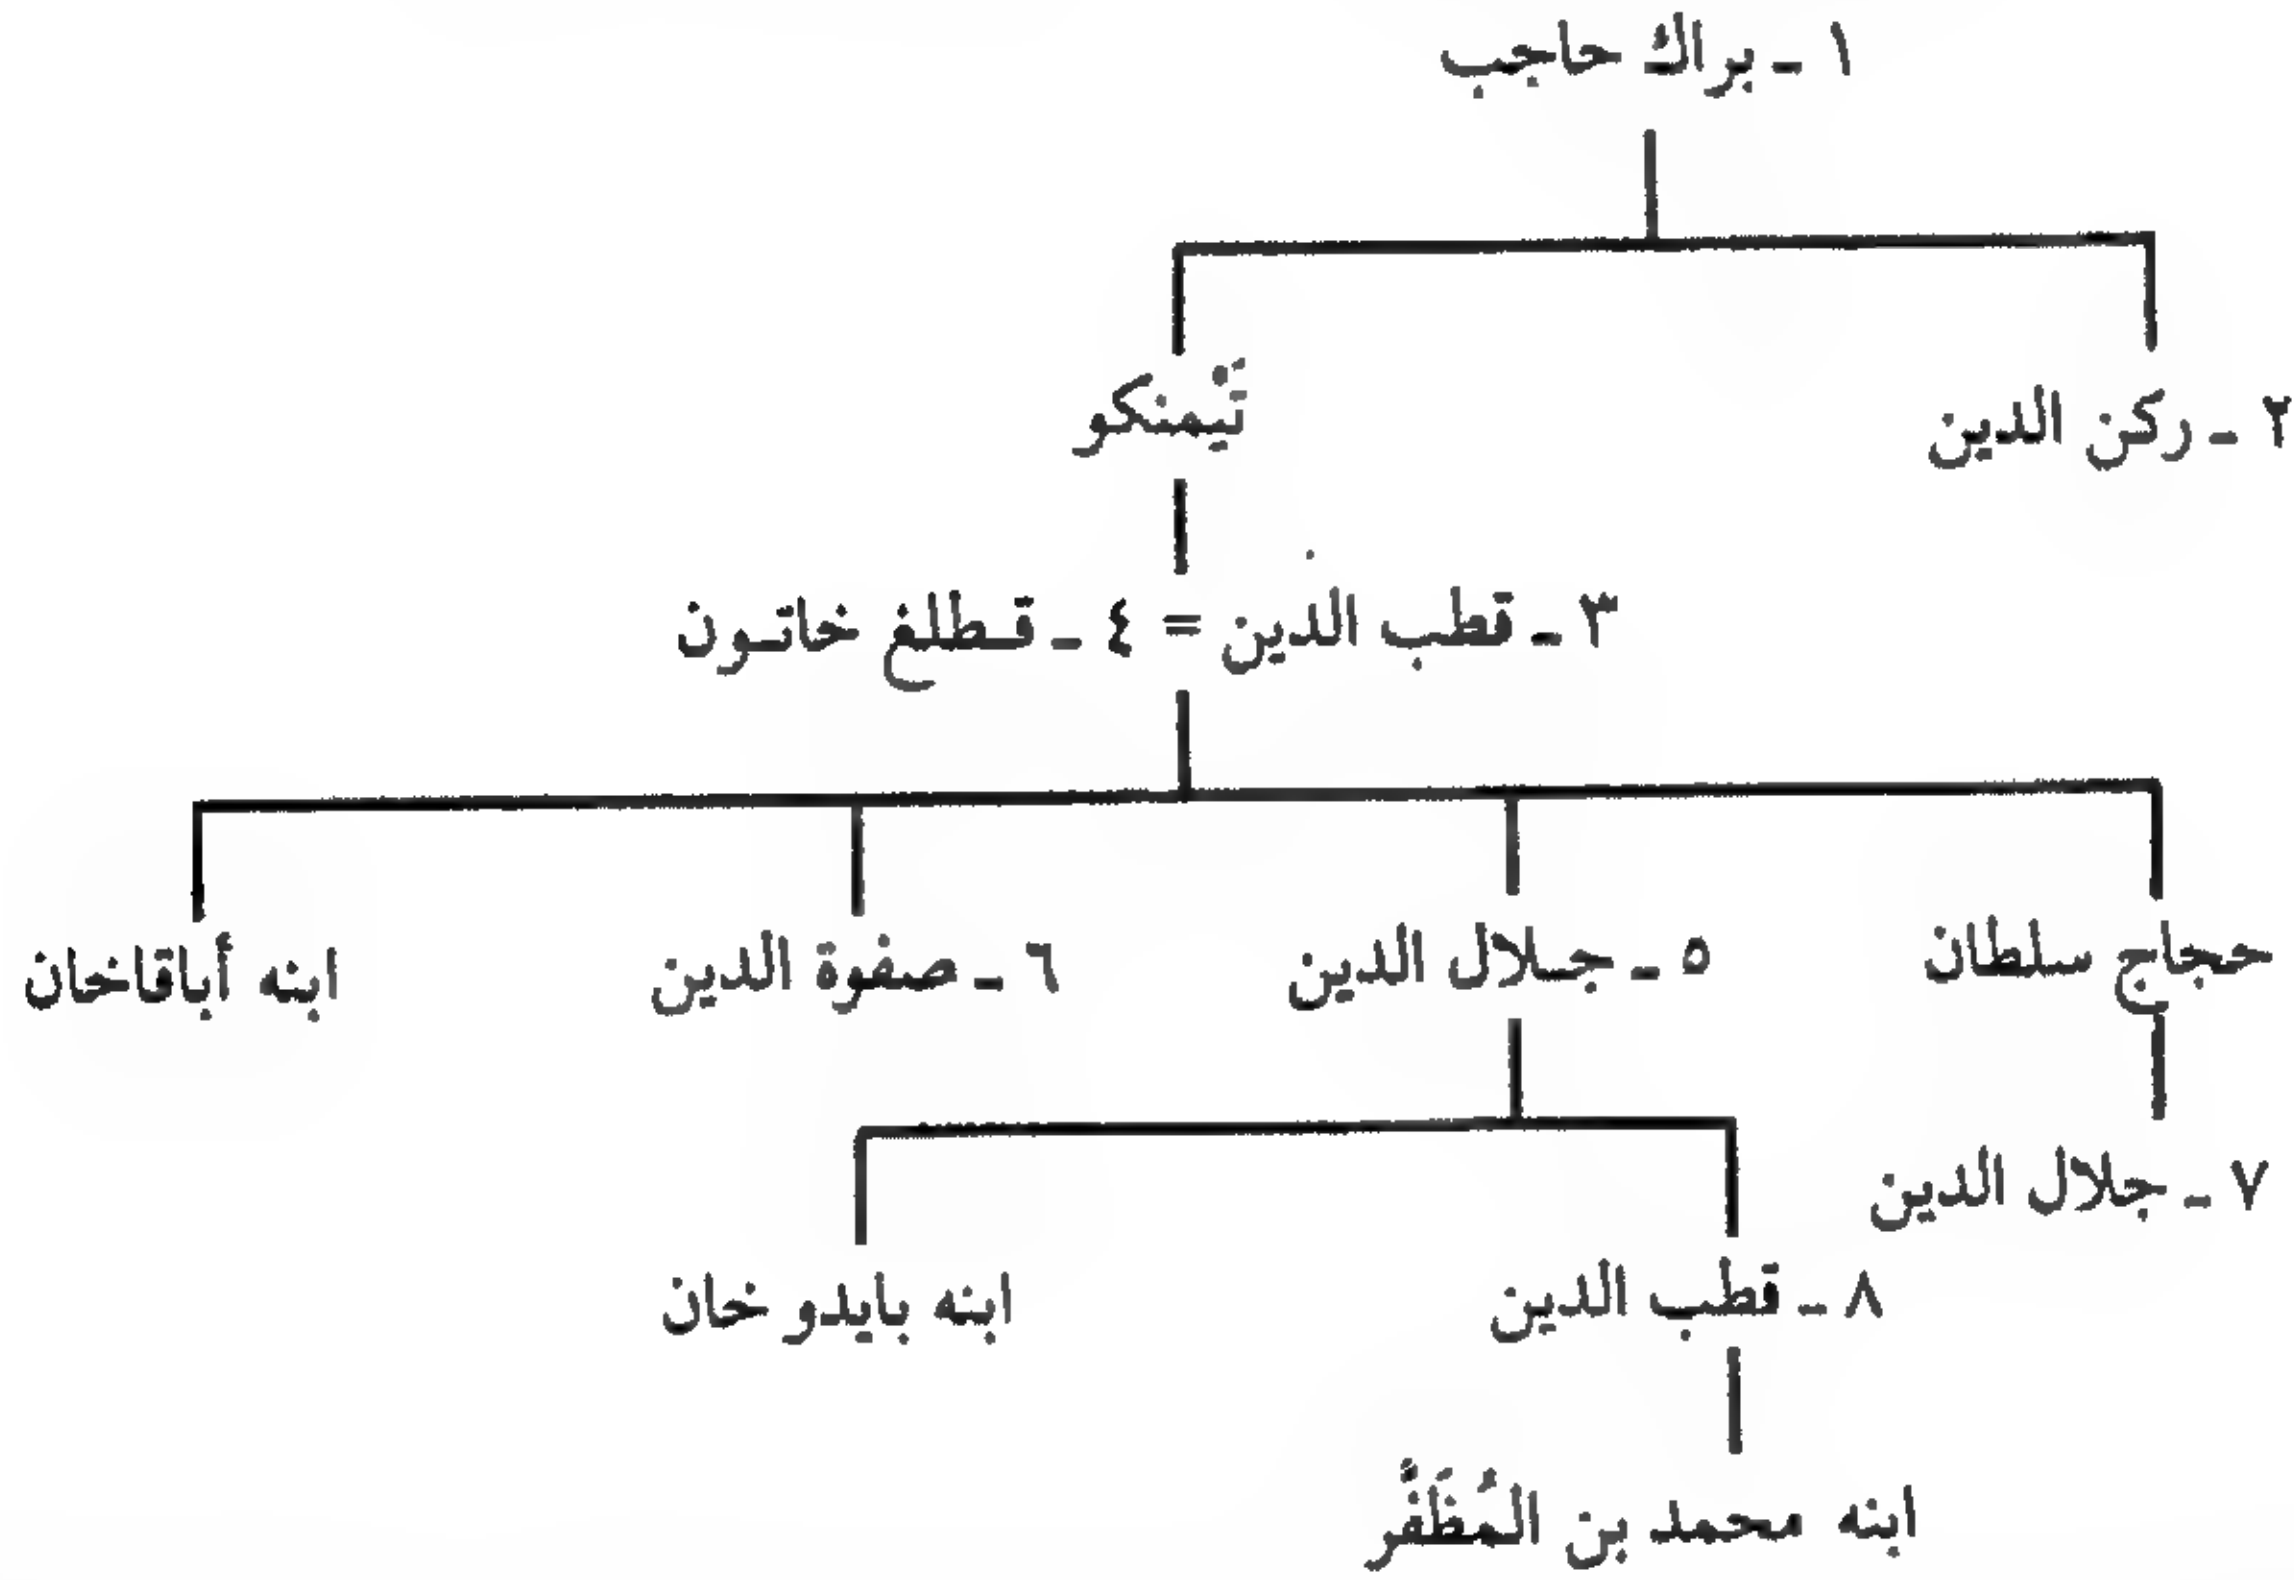 ١ - براك حاجب
٢ - ركن الدين
تَيْمنكو
٣ - قطب الدين = ٤ - قطلغ خاتون
حجاج سلطان
٥ - جلال الدين
٦ - صفوة الدين
ابنه أباقاخان
٧ - جلال الدين
٨ - قطب الدين
ابنه بايدو خان
ابنه محمد بن المُظَفْر